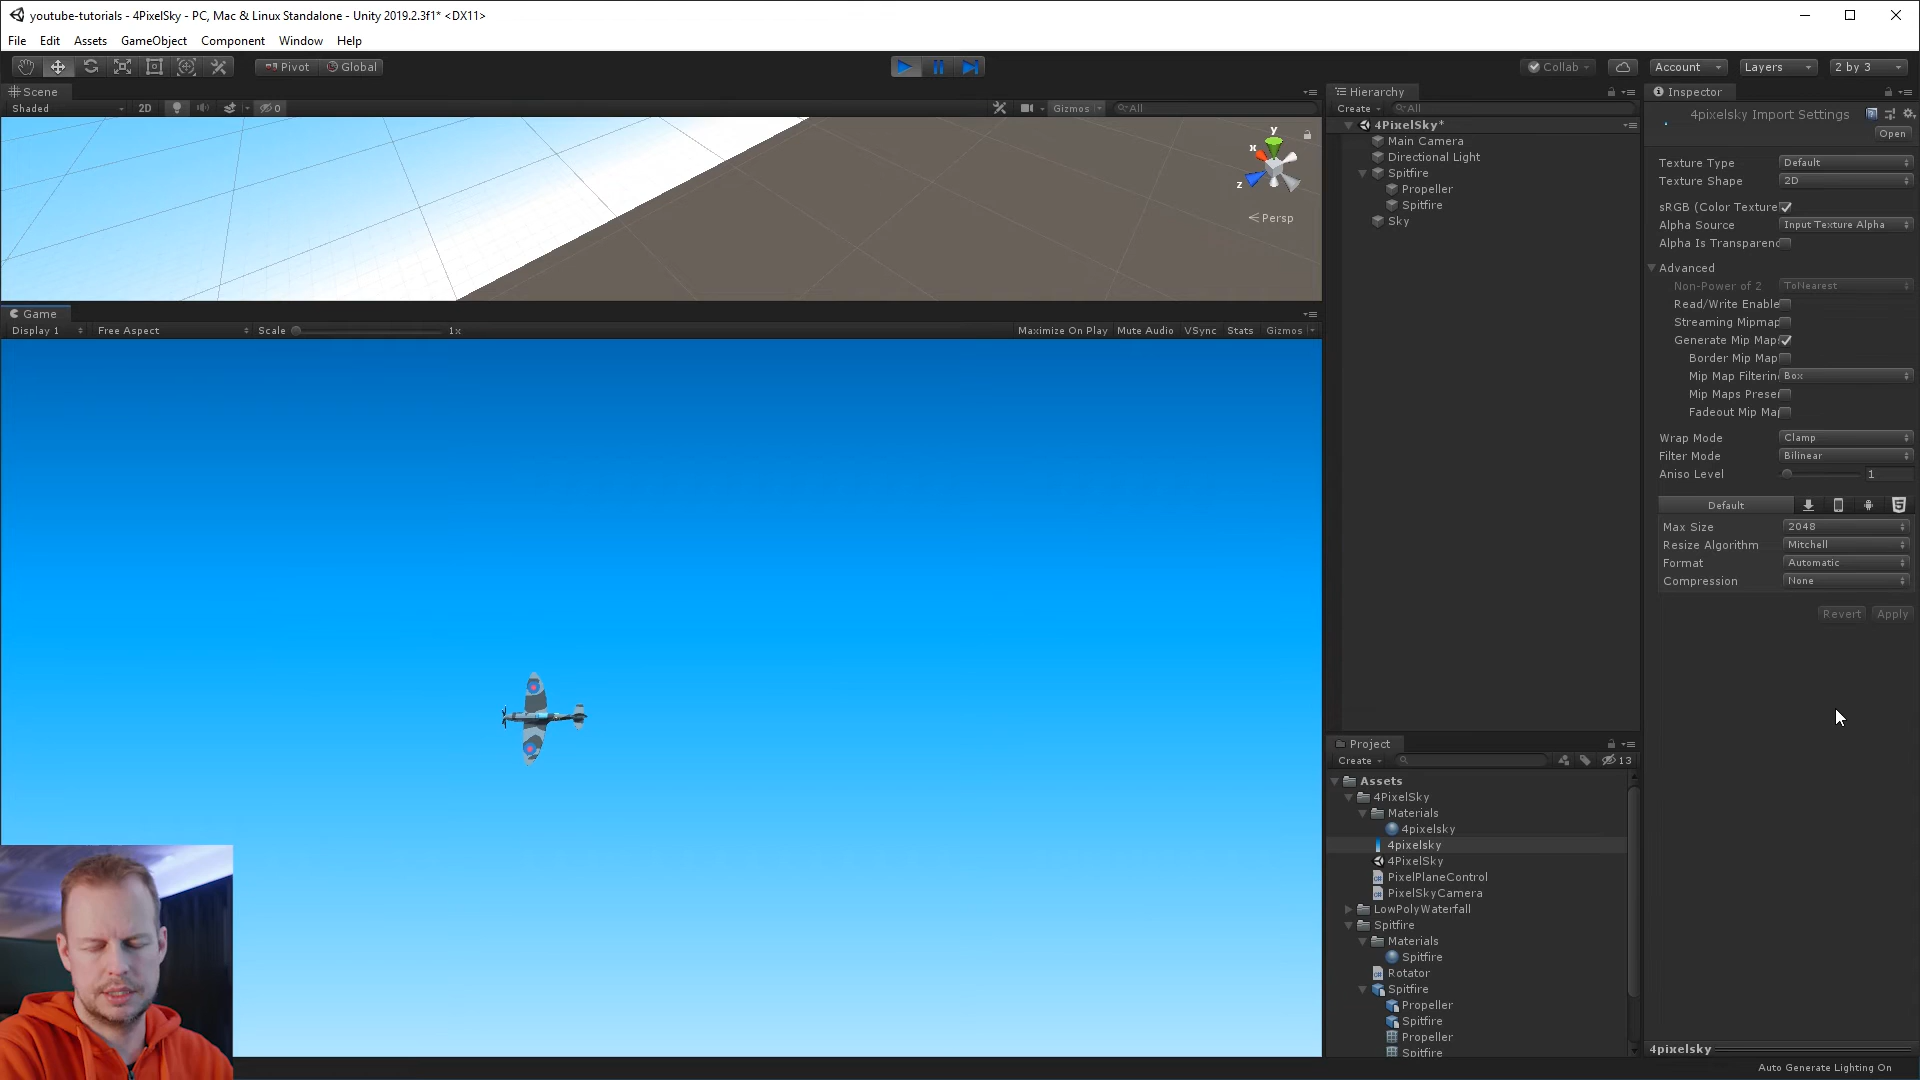 youtube-tutorials - 4PixelSky - PC, Mac & Linux Standalone - Unity 2019.2.3f1* <DX11>
File Edit Assets GameObject Component Window Help
Pivot Global Collab Account Layers 2 by 3
Scene
Shaded 2D 0 Gizmos All
y
x
z
Persp
Game
Display 1 Free Aspect Scale 1x Maximize On Play Mute Audio VSync Stats Gizmos
Hierarchy
Create All
4PixelSky*
Main Camera
Directional Light
Spitfire
Propeller
Spitfire
Sky
Project
Create 13
Assets
4PixelSky
Materials
4pixelsky
4pixelsky
4PixelSky
PixelPlaneControl
PixelSkyCamera
LowPolyWaterfall
Spitfire
Materials
Spitfire
Rotator
Spitfire
Propeller
Spitfire
Propeller
Spitfire
Inspector
4pixelsky Import Settings
Open
Texture Type Default
Texture Shape 2D
sRGB (Color Texture
Alpha Source Input Texture Alpha
Alpha Is Transparenc
Advanced
Non-Power of 2 ToNearest
Read/Write Enable
Streaming Mipmap
Generate Mip Map
Border Mip Map
Mip Map Filterin Box
Mip Maps Preser
Fadeout Mip Ma
Wrap Mode Clamp
Filter Mode Bilinear
Aniso Level 1
Default
Max Size 2048
Resize Algorithm Mitchell
Format Automatic
Compression None
Revert Apply
4pixelsky
Auto Generate Lighting On